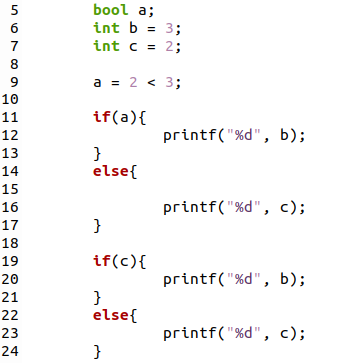 5 bool a;
6 int b = 3;
7 int c = 2;
8
9 a = 2 < 3;
10
11 if(a){
12 printf("%d", b);
13 }
14 else{
15
16 printf("%d", c);
17 }
18
19 if(c){
20 printf("%d", b);
21 }
22 else{
23 printf("%d", c);
24 }